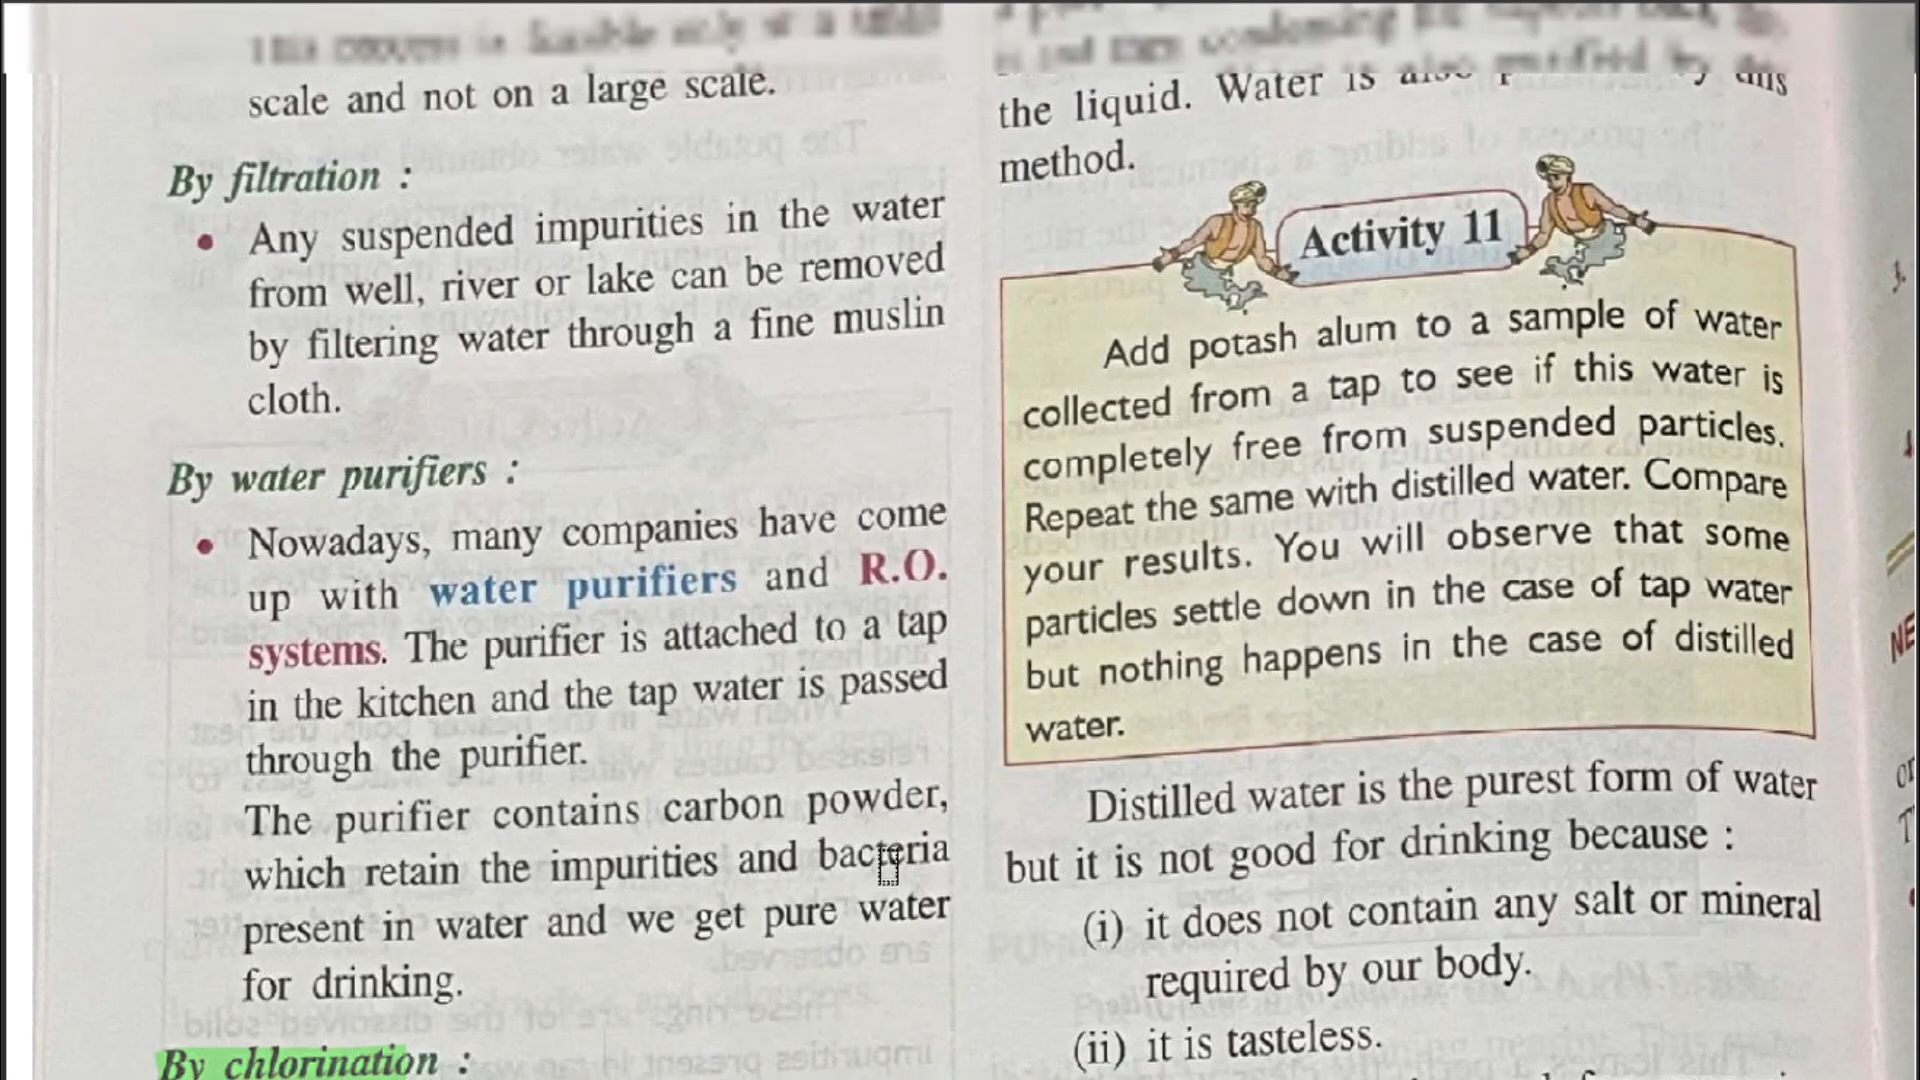 scale and not on a large scale.
By filtration :
• Any suspended impurities in the water
from well, river or lake can be removed
by filtering water through a fine muslin
cloth.
By water purifiers :
• Nowadays, many companies have come
up with water purifiers and R.O.
systems. The purifier is attached to a tap
in the kitchen and the tap water is passed
through the purifier.
The purifier contains carbon powder,
which retain the impurities and bacteria
present in water and we get pure water
for drinking.
By chlorination :
the liquid. Water is also purified by this
method.
Activity 11
Add potash alum to a sample of water
collected from a tap to see if this water is
completely free from suspended particles.
Repeat the same with distilled water. Compare
your results. You will observe that some
particles settle down in the case of tap water
but nothing happens in the case of distilled
water.
Distilled water is the purest form of water
but it is not good for drinking because :
(i) it does not contain any salt or mineral
required by our body.
(ii) it is tasteless.